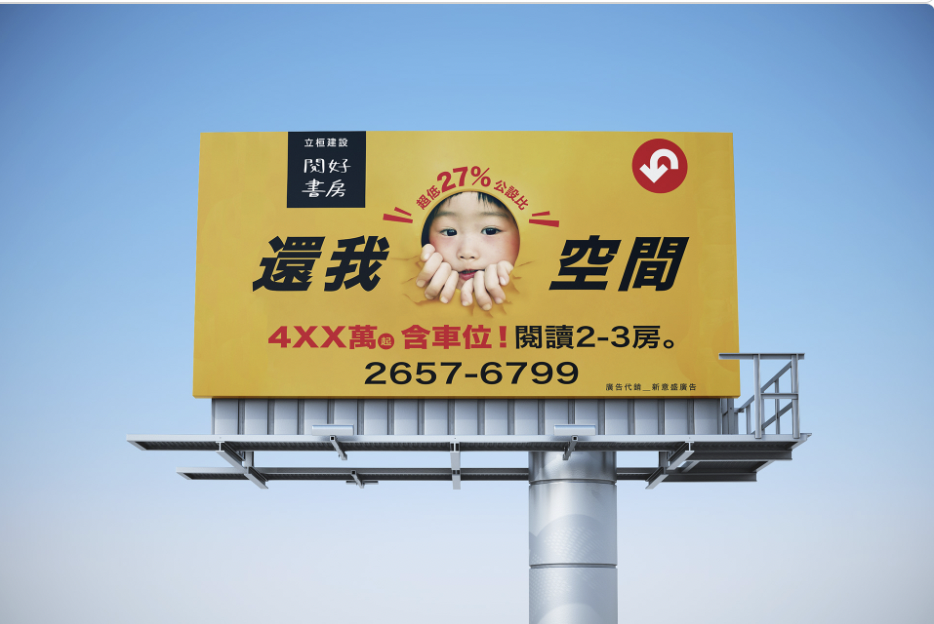 立桓建設
閱好
書房
超低27%公設比
還我 空間
4XX萬起 含車位！閱讀2-3房。
2657-6799
廣告代銷＿新意盛廣告